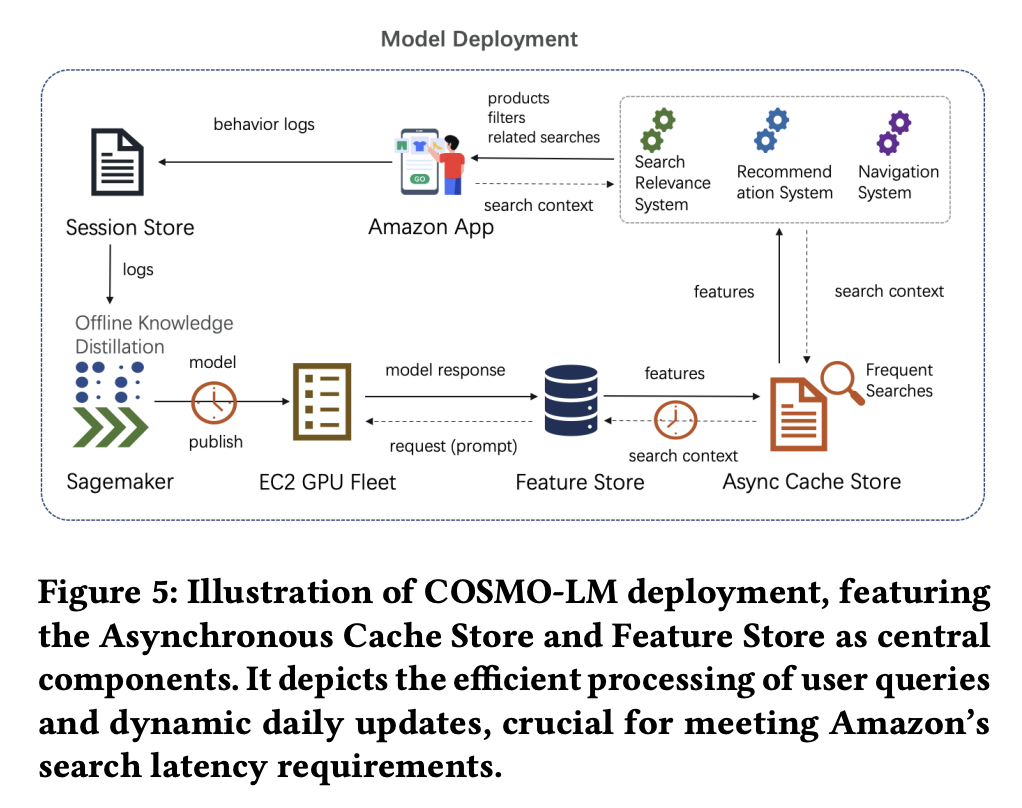 Model Deployment
behavior logs
products
filters
related searches
search context
Search
Relevance
System
Recommend
ation System
Navigation
System
Session Store
Amazon App
GO
logs
features
search context
Offline Knowledge
Distillation
model
publish
model response
request (prompt)
features
search context
Frequent
Searches
Sagemaker
EC2 GPU Fleet
Feature Store
Async Cache Store
Figure 5: Illustration of COSMO-LM deployment, featuring
the Asynchronous Cache Store and Feature Store as central
components. It depicts the efficient processing of user queries
and dynamic daily updates, crucial for meeting Amazon’s
search latency requirements.